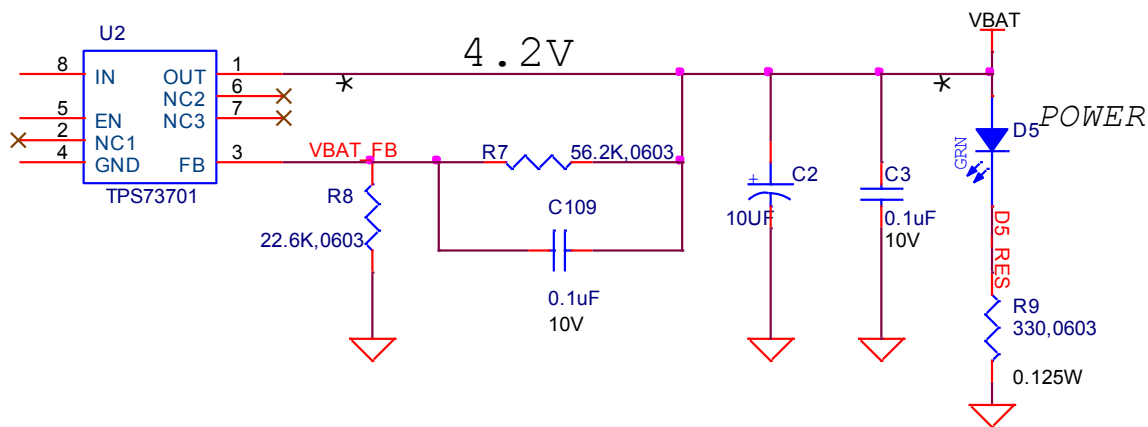 U2
4.2V
VBAT
8 IN OUT 1
NC2 6
5 EN NC3 7
2 NC1
4 GND FB 3
TPS73701
VBAT_FB
R7 56.2K,0603
R8
22.6K,0603
C109
0.1uF
10V
C2
10UF
C3
0.1uF
10V
D5
POWER
GRN
D5_RES
R9
330,0603
0.125W